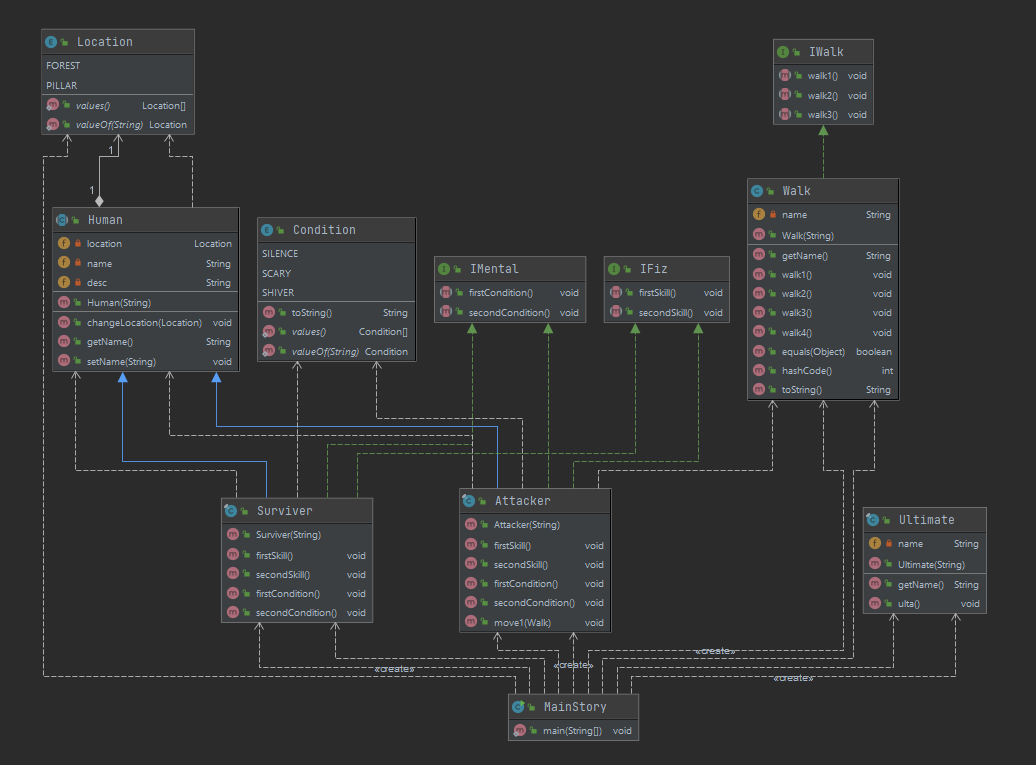 Location
FOREST
PILLAR
values() Location[]
valueOf(String) Location
1
1
IWalk
walk1() void
walk2() void
walk3() void
Human
location Location
name String
desc String
Human(String)
changeLocation(Location) void
getName() String
setName(String) void
Condition
SILENCE
SCARY
SHIVER
toString() String
values() Condition[]
valueOf(String) Condition
IMental
firstCondition() void
secondCondition() void
IFiz
firstSkill() void
secondSkill() void
Walk
name String
Walk(String)
getName() String
walk1() void
walk2() void
walk3() void
walk4() void
equals(Object) boolean
hashCode() int
toString() String
Surviver
Surviver(String)
firstSkill() void
secondSkill() void
firstCondition() void
secondCondition() void
Attacker
Attacker(String)
firstSkill() void
secondSkill() void
firstCondition() void
secondCondition() void
move1(Walk) void
Ultimate
name String
Ultimate(String)
getName() String
ulta() void
«create»
«create»
«create»
«create»
MainStory
main(String[]) void